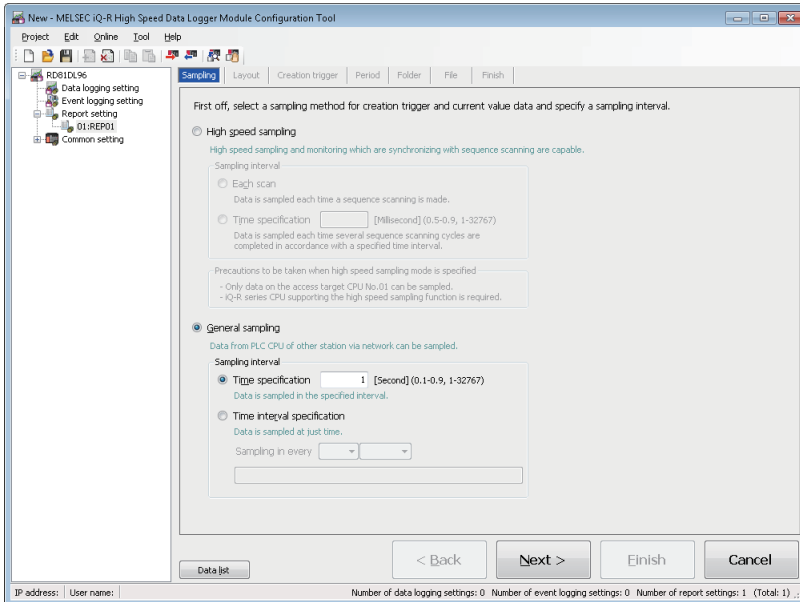 New - MELSEC iQ-R High Speed Data Logger Module Configuration Tool
Project Edit Online Tool Help
RD81DL96
Data logging setting
Event logging setting
Report setting
01:REP01
Common setting
Sampling Layout Creation trigger Period Folder File Finish
First off, select a sampling method for creation trigger and current value data and specify a sampling interval.
High speed sampling
High speed sampling and monitoring which are synchronizing with sequence scanning are capable.
Sampling interval
Each scan
Data is sampled each time a sequence scanning is made.
Time specification [Millisecond] (0.5-0.9, 1-32767)
Data is sampled each time several sequence scanning cycles are
completed in accordance with a specified time interval.
Precautions to be taken when high speed sampling mode is specified
- Only data on the access target CPU No.01 can be sampled.
- iQ-R series CPU supporting the high speed sampling function is required.
General sampling
Data from PLC CPU of other station via network can be sampled.
Sampling interval
Time specification 1 [Second] (0.1-0.9, 1-32767)
Data is sampled in the specified interval.
Time interval specification
Data is sampled at just time.
Sampling in every
Data list
< Back Next > Finish Cancel
IP address: User name: Number of data logging settings: 0 Number of event logging settings: 0 Number of report settings: 1 (Total: 1)